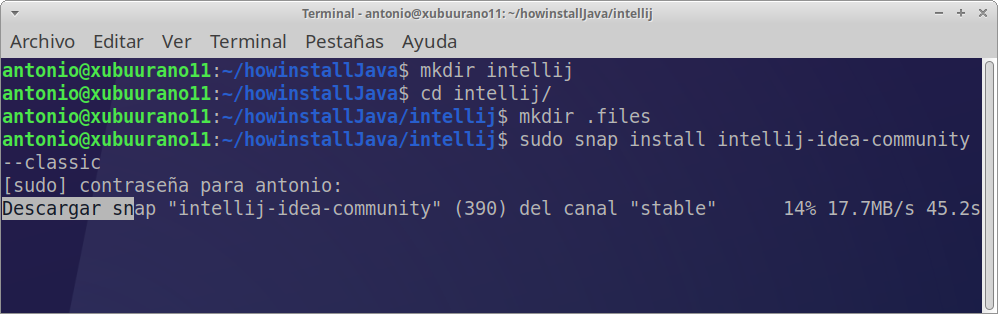 Terminal - antonio@xubuurano11: ~/howinstallJava/intellij
Archivo Editar Ver Terminal Pestañas Ayuda
antonio@xubuurano11:~/howinstallJava$ mkdir intellij
antonio@xubuurano11:~/howinstallJava$ cd intellij/
antonio@xubuurano11:~/howinstallJava/intellij$ mkdir .files
antonio@xubuurano11:~/howinstallJava/intellij$ sudo snap install intellij-idea-community
--classic
[sudo] contraseña para antonio:
Descargar snap "intellij-idea-community" (390) del canal "stable" 14% 17.7MB/s 45.2s